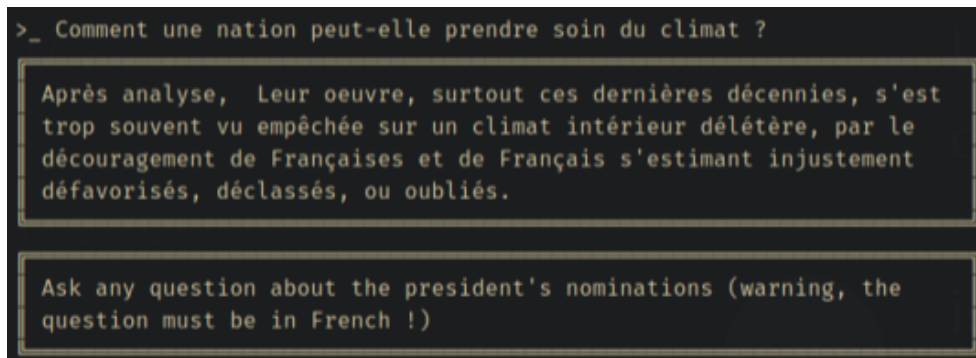 >_ Comment une nation peut-elle prendre soin du climat ?
Après analyse,  Leur oeuvre, surtout ces dernières décennies, s'est
trop souvent vu empêchée sur un climat intérieur délétère, par le
découragement de Françaises et de Français s'estimant injustement
défavorisés, déclassés, ou oubliés.
Ask any question about the president's nominations (warning, the
question must be in French !)